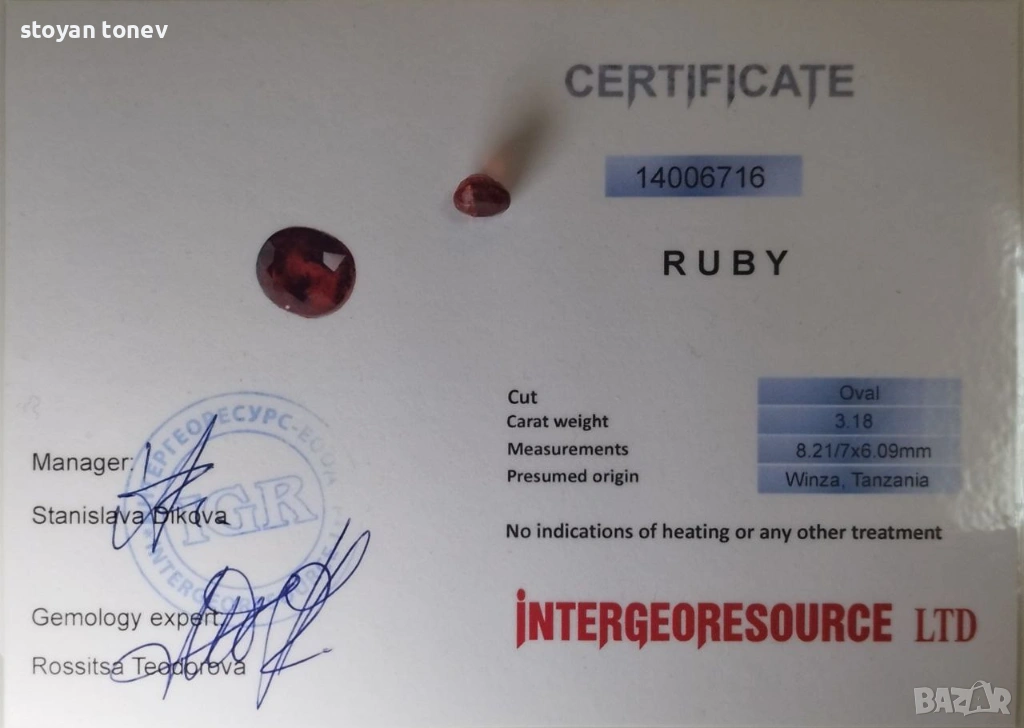 stoyan tonev
CERTIFICATE
14006716
RUBY
Cut Oval
Carat weight 3.18
Measurements 8.21/7x6.09mm
Presumed origin Winza, Tanzania
No indications of heating or any other treatment
INTERGEORESOURCE LTD
Manager:
Stanislava Dikova
Gemology expert:
Rossitsa Teodorova
IGR
BAZAR